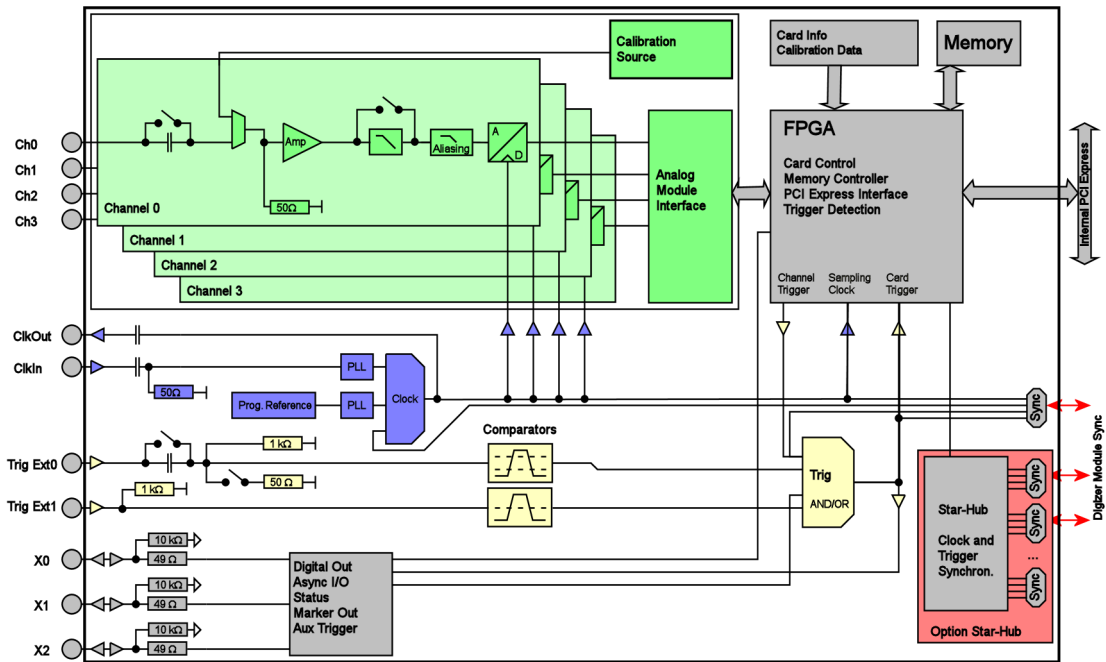 Calibration
Source
Card Info
Calibration Data
Memory
Ch0
Ch1
Ch2
Ch3
Amp
Aliasing
A
D
50Ω
Channel 0
Channel 1
Channel 2
Channel 3
Analog
Module
Interface
FPGA
Card Control
Memory Controller
PCI Express Interface
Trigger Detection
Channel
Trigger
Sampling
Clock
Card
Trigger
Internal PCI Express
ClkOut
ClkIn
50Ω
PLL
Prog. Reference
PLL
Clock
Sync
Trig Ext0
1 kΩ
50 Ω
Comparators
Trig Ext1
1 kΩ
Trig
AND/OR
X0
10 kΩ
49 Ω
X1
10 kΩ
49 Ω
X2
10 kΩ
49 Ω
Digital Out
Async I/O
Status
Marker Out
Aux Trigger
Star-Hub
Clock and
Trigger
Synchron.
Sync
Sync
...
Sync
Option Star-Hub
Digizer Module Sync